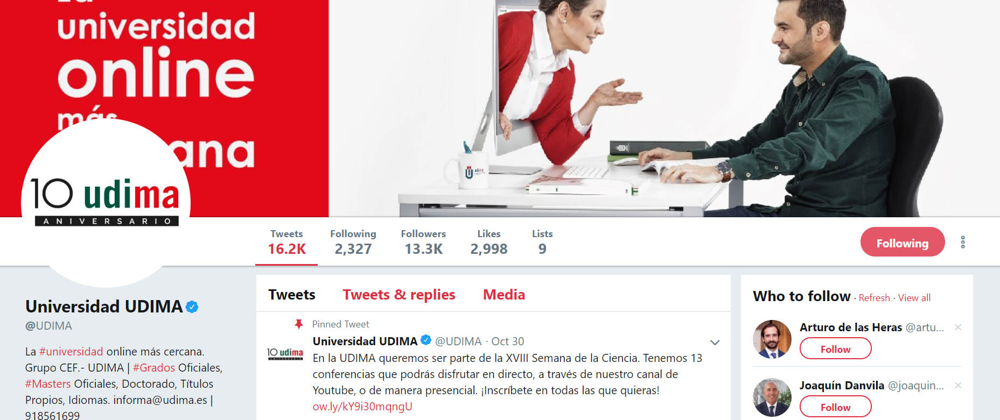 universidad
online
más
ana
10 udima
ANIVERSARIO
udima
Tweets
16.2K
Following
2,327
Followers
13.3K
Likes
2,998
Lists
9
Following
Universidad UDIMA
@UDIMA
La #universidad online más cercana.
Grupo CEF.- UDIMA | #Grados Oficiales,
#Masters Oficiales, Doctorado, Títulos
Propios, Idiomas. informa@udima.es |
918561699
Tweets
Tweets & replies
Media
Pinned Tweet
10 udima
Universidad UDIMA @UDIMA · Oct 30
En la UDIMA queremos ser parte de la XVIII Semana de la Ciencia. Tenemos 13
conferencias que podrás disfrutar en directo, a través de nuestro canal de
Youtube, o de manera presencial. ¡Inscríbete en todas las que quieras!
ow.ly/kY9i30mqngU
Who to follow · Refresh · View all
Arturo de las Heras @artu...
Follow
Joaquín Danvila @joaquin...
Follow